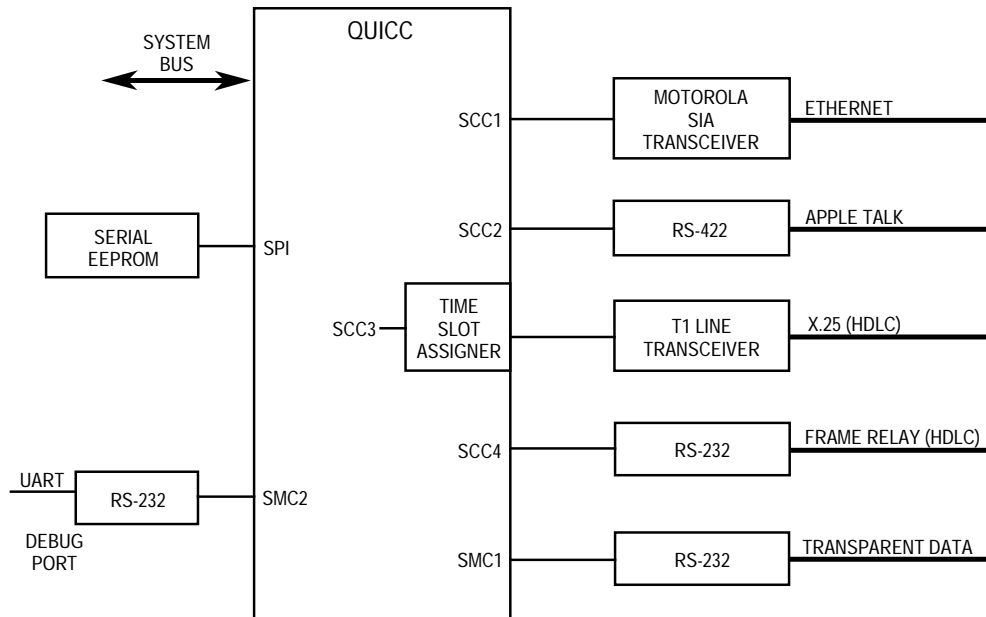 QUICC
SYSTEM
BUS
SCC1
MOTOROLA
SIA
TRANSCEIVER
ETHERNET
SERIAL
EEPROM
SPI
SCC2
RS-422
APPLE TALK
SCC3
TIME
SLOT
ASSIGNER
T1 LINE
TRANSCEIVER
X.25 (HDLC)
SCC4
RS-232
FRAME RELAY (HDLC)
UART
RS-232
SMC2
DEBUG
PORT
SMC1
RS-232
TRANSPARENT DATA